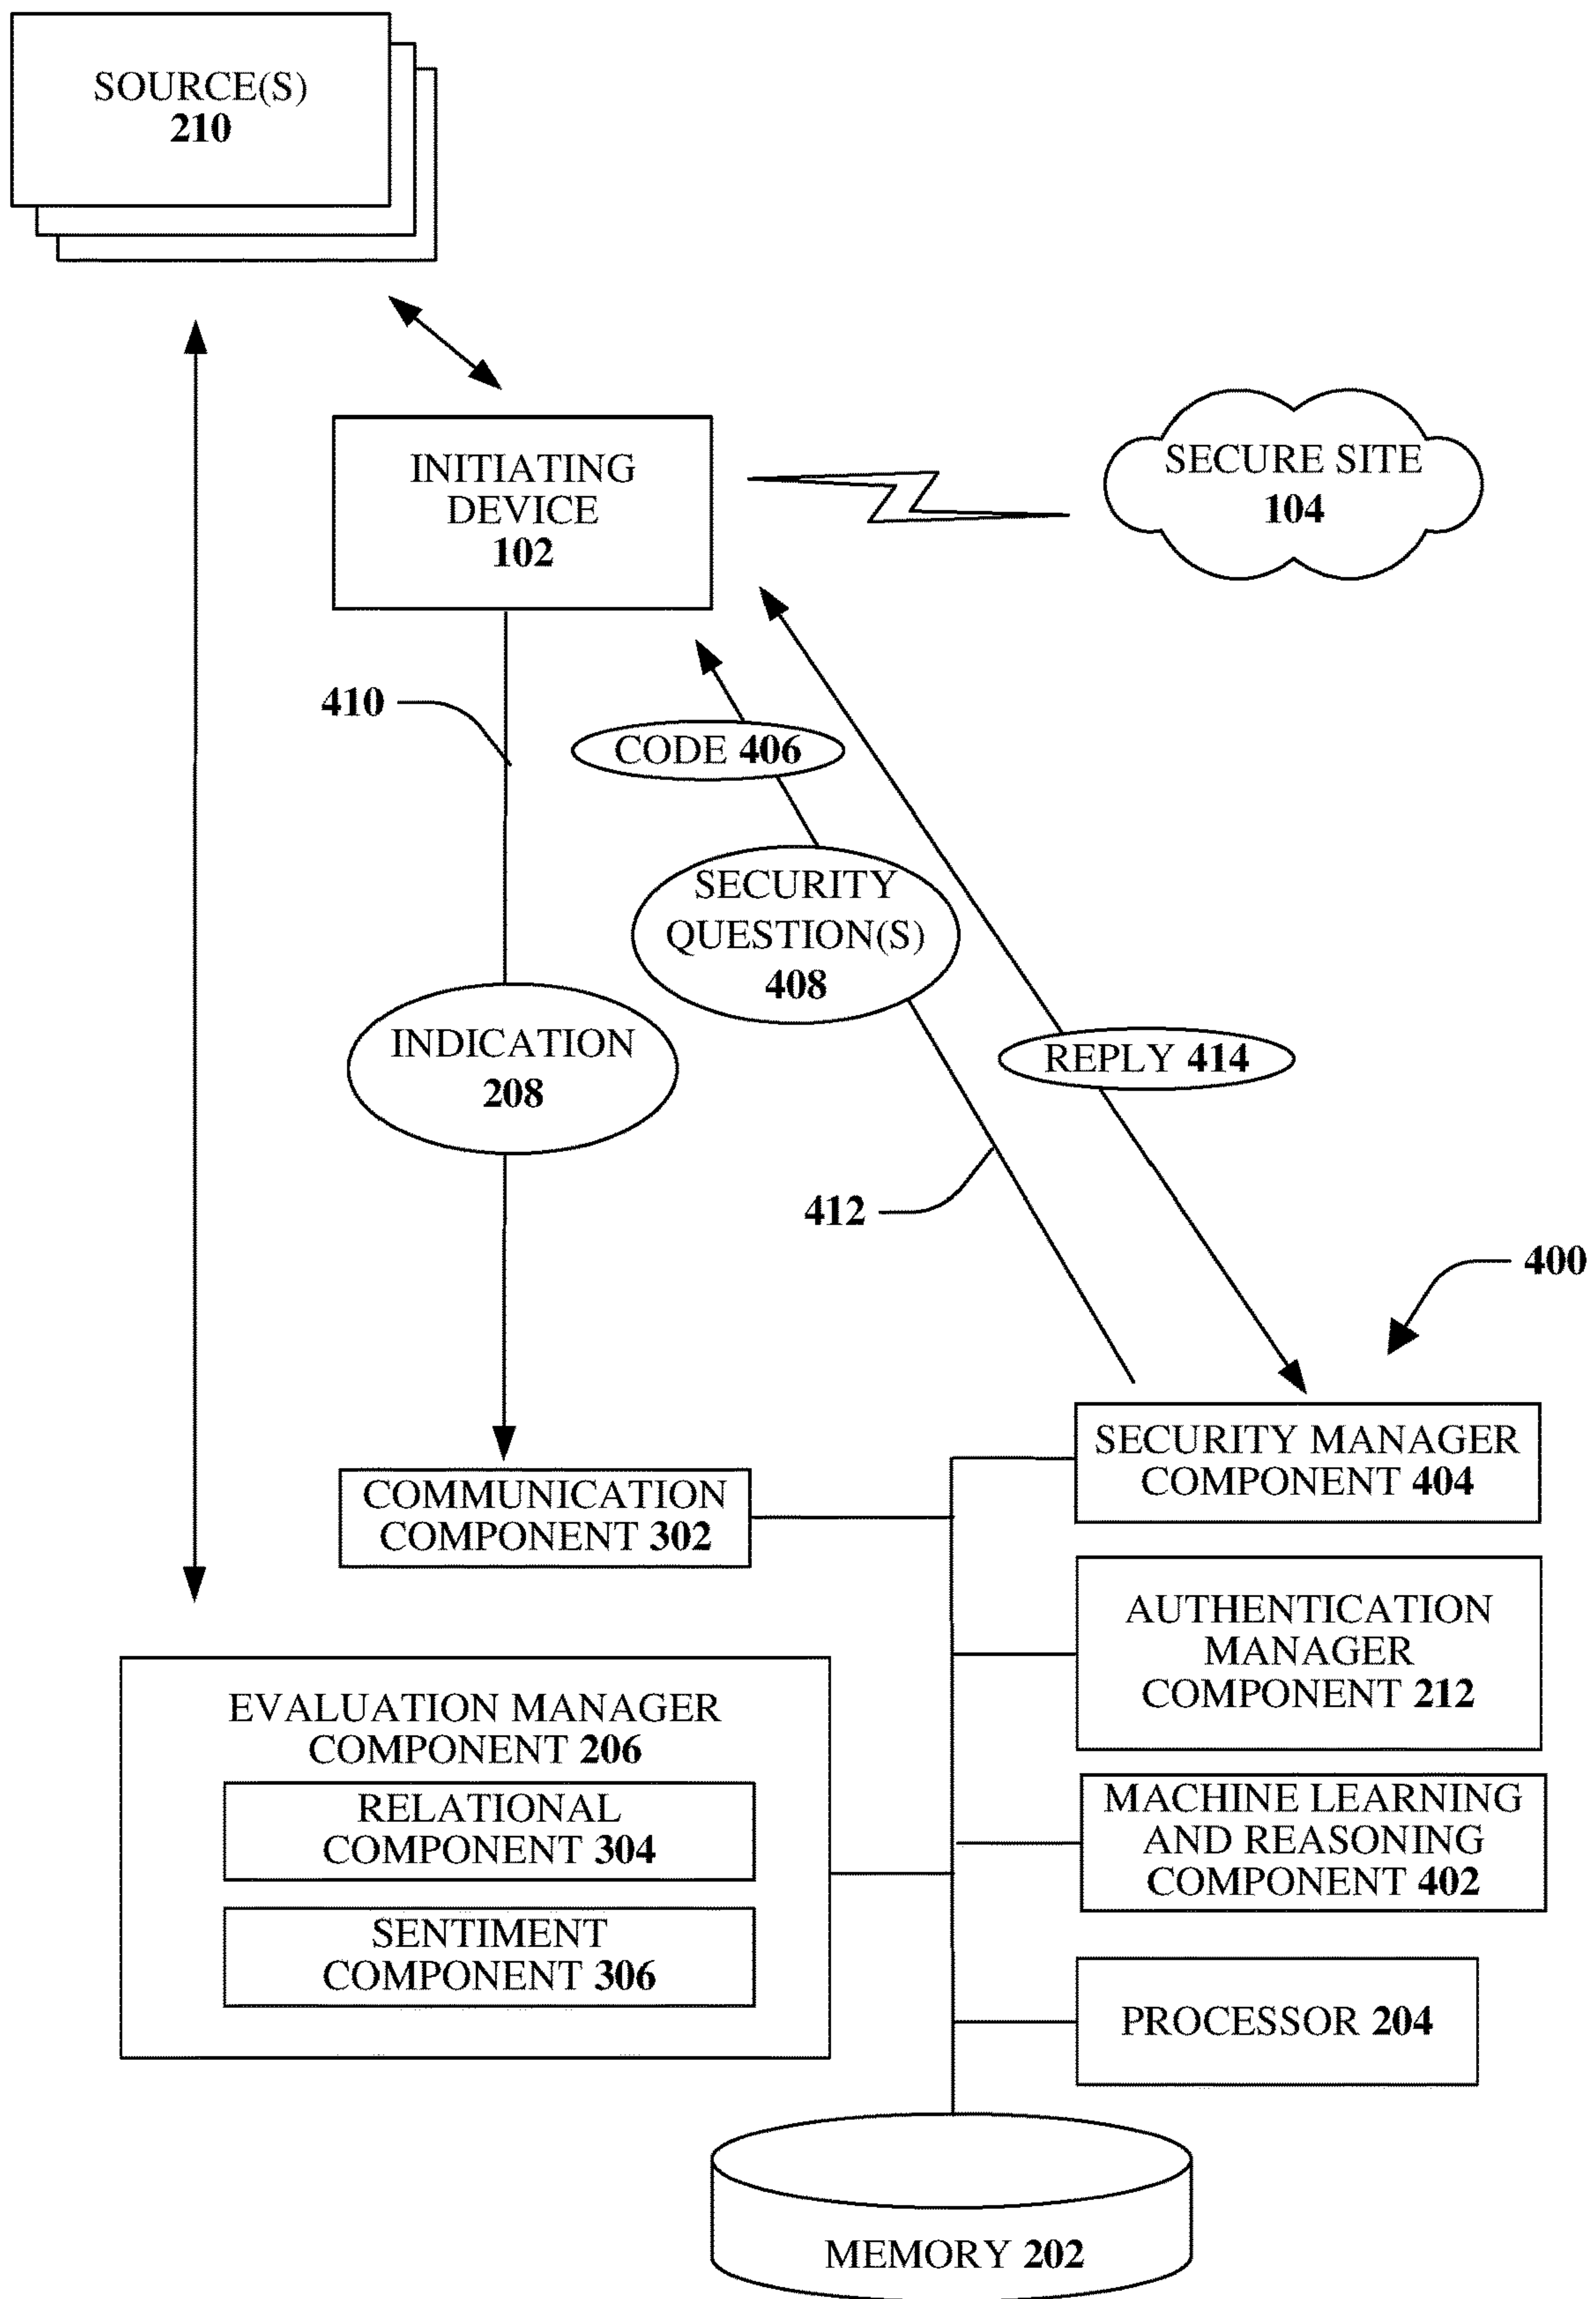 SOURCE(S)
210
INITIATING
DEVICE
102
SECURE SITE
104
410
CODE 406
SECURITY
QUESTION(S)
408
INDICATION
208
REPLY 414
412
400
SECURITY MANAGER
COMPONENT 404
COMMUNICATION
COMPONENT 302
AUTHENTICATION
MANAGER
COMPONENT 212
EVALUATION MANAGER
COMPONENT 206
RELATIONAL
COMPONENT 304
SENTIMENT
COMPONENT 306
MACHINE LEARNING
AND REASONING
COMPONENT 402
PROCESSOR 204
MEMORY 202